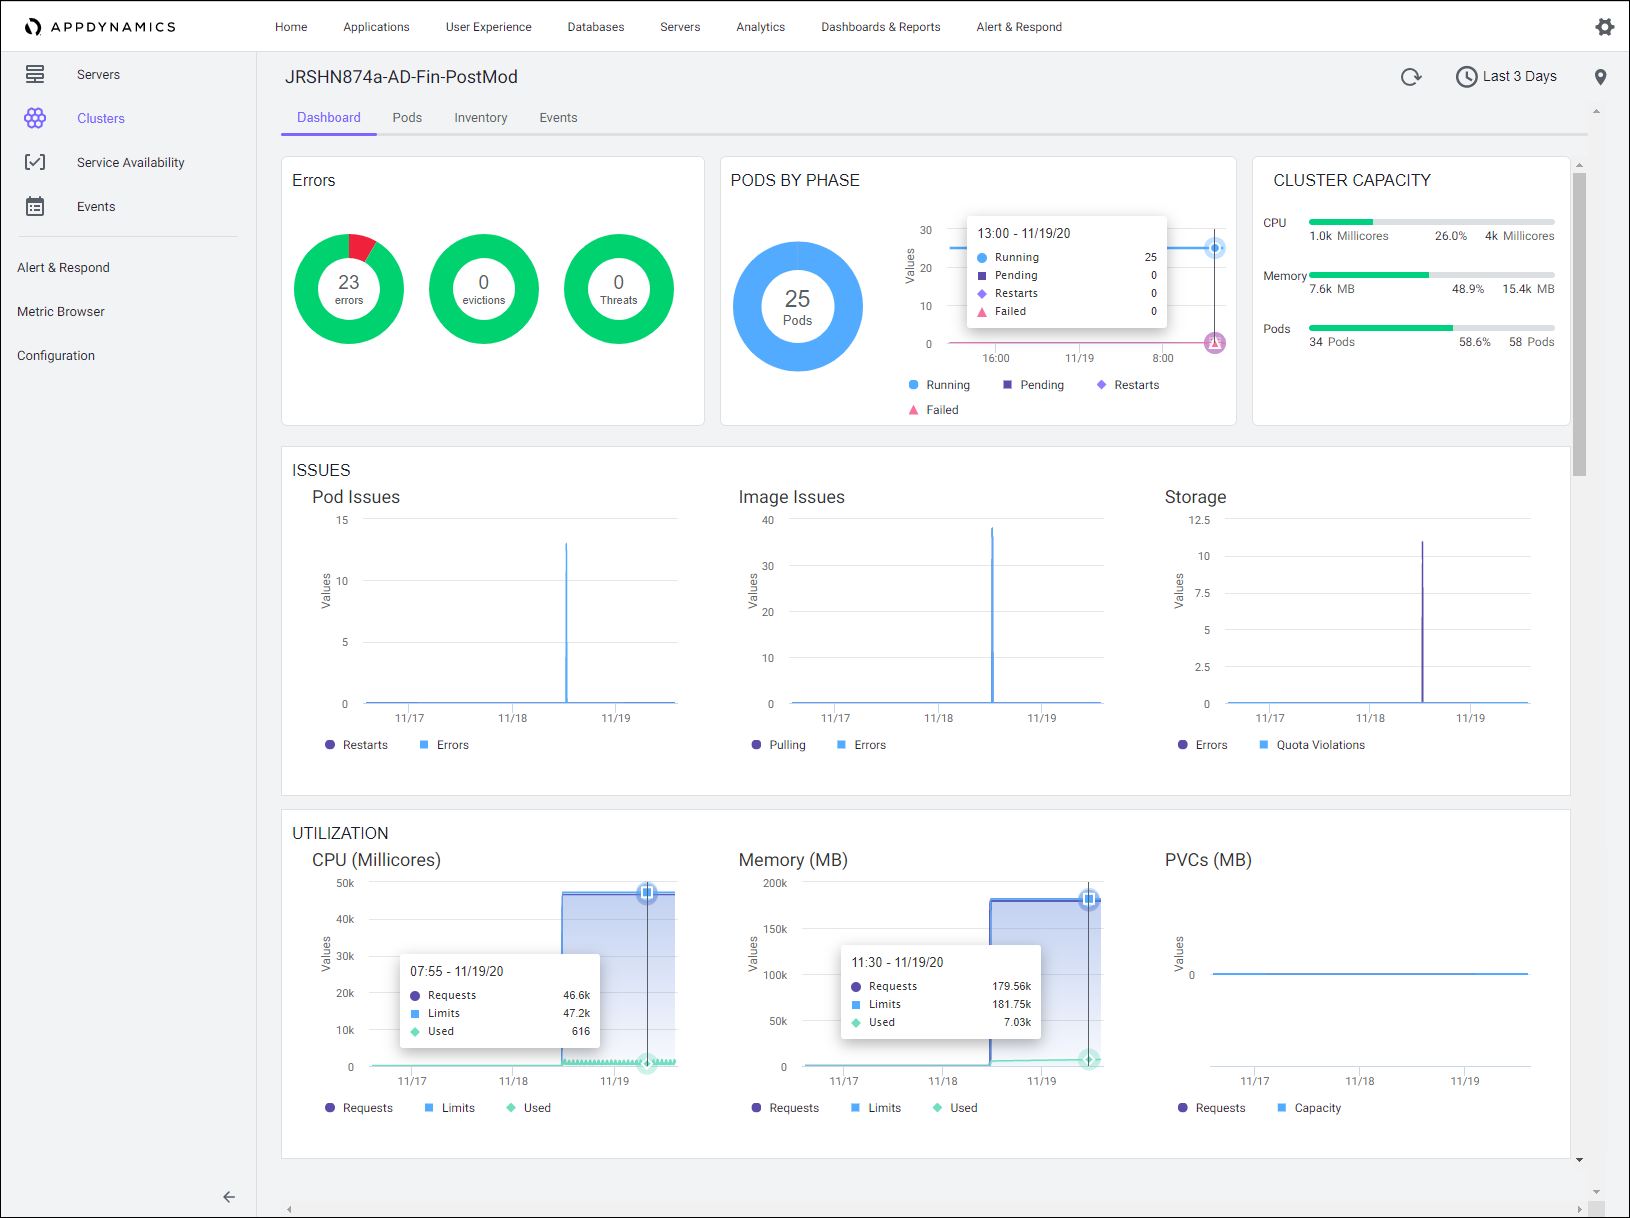 APPDYNAMICS
Home Applications User Experience Databases Servers Analytics Dashboards & Reports Alert & Respond
Servers
Clusters
Service Availability
Events
Alert & Respond
Metric Browser
Configuration
JRSHN874a-AD-Fin-PostMod
Last 3 Days
Dashboard Pods Inventory Events
Errors
23
errors
0
evictions
0
Threats
PODS BY PHASE
25
Pods
Values
30
20
10
0
13:00 - 11/19/20
Running 25
Pending 0
Restarts 0
Failed 0
16:00 11/19 8:00
Running Pending Restarts
Failed
CLUSTER CAPACITY
CPU
1.0k Millicores 26.0% 4k Millicores
Memory
7.6k MB 48.9% 15.4k MB
Pods
34 Pods 58.6% 58 Pods
ISSUES
Pod Issues
Values
15
10
5
0
11/17 11/18 11/19
Restarts Errors
Image Issues
Values
40
30
20
10
0
11/17 11/18 11/19
Pulling Errors
Storage
Values
12.5
10
7.5
5
2.5
0
11/17 11/18 11/19
Errors Quota Violations
UTILIZATION
CPU (Millicores)
Values
50k
40k
30k
20k
10k
0
07:55 - 11/19/20
Requests 46.6k
Limits 47.2k
Used 616
11/17 11/18 11/19
Requests Limits Used
Memory (MB)
Values
200k
150k
100k
50k
0
11:30 - 11/19/20
Requests 179.56k
Limits 181.75k
Used 7.03k
11/17 11/18 11/19
Requests Limits Used
PVCs (MB)
Values
0
11/17 11/18 11/19
Requests Capacity